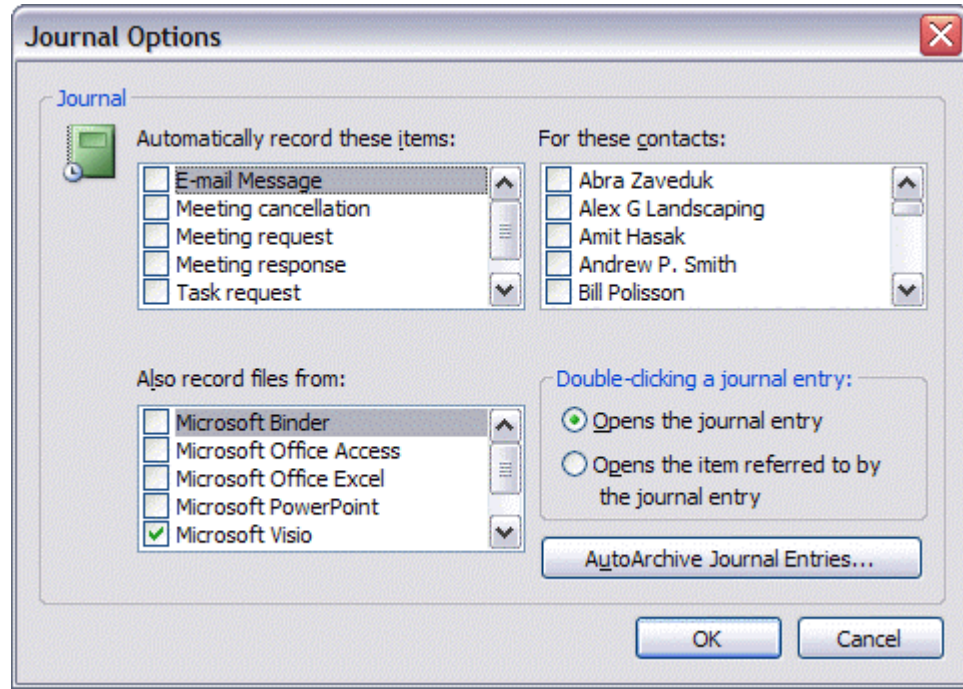 Journal Options
Journal
Automatically record these items:
E-mail Message
Meeting cancellation
Meeting request
Meeting response
Task request
For these contacts:
Abra Zaveduk
Alex G Landscaping
Amit Hasak
Andrew P. Smith
Bill Polisson
Also record files from:
Microsoft Binder
Microsoft Office Access
Microsoft Office Excel
Microsoft PowerPoint
Microsoft Visio
Double-clicking a journal entry:
Opens the journal entry
Opens the item referred to by
the journal entry
AutoArchive Journal Entries...
OK
Cancel